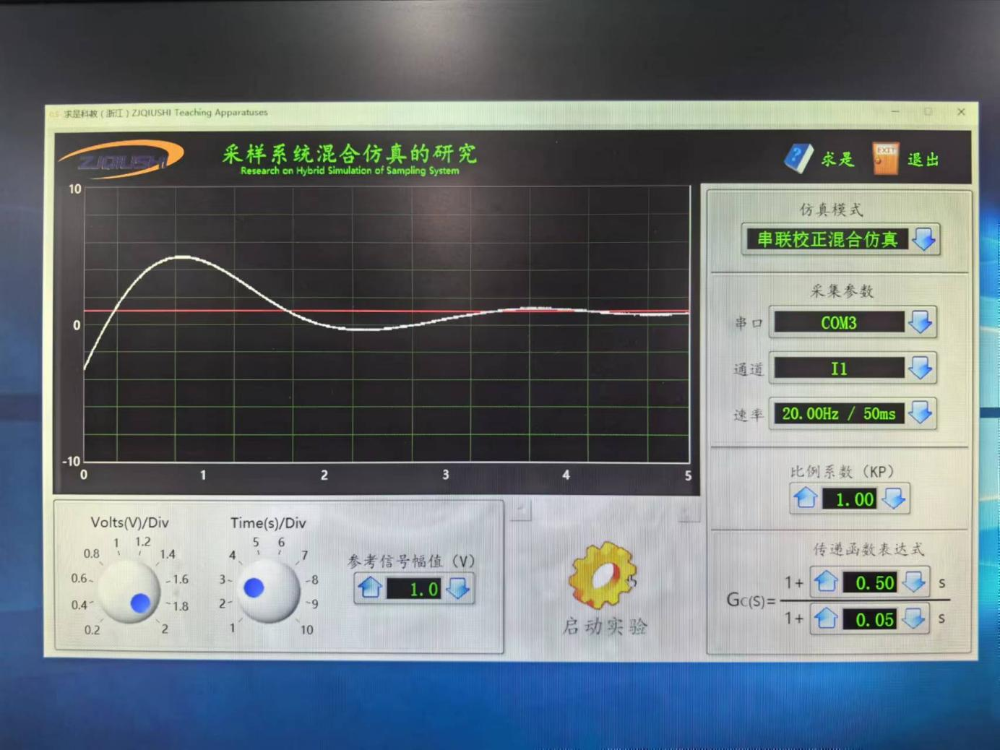 求是科教（浙江）ZJQIUSHI Teaching Apparatuses
ZJQIUSHI
采样系统混合仿真的研究
Research on Hybrid Simulation of Sampling System
求是
EXIT
退出
10
0
-10
0 1 2 3 4 5
仿真模式
串联校正混合仿真
采集参数
串口 COM3
通道 I1
速率 20.00Hz / 50ms
比例系数（KP）
1.00
传递函数表达式
Gc(S)=
1+ 0.50 s
1+ 0.05 s
Volts(V)/Div
0.2 0.4 0.6 0.8 1 1.2 1.4 1.6 1.8 2
Time(s)/Div
1 2 3 4 5 6 7 8 9 10
参考信号幅值（V）
1.0
启动实验